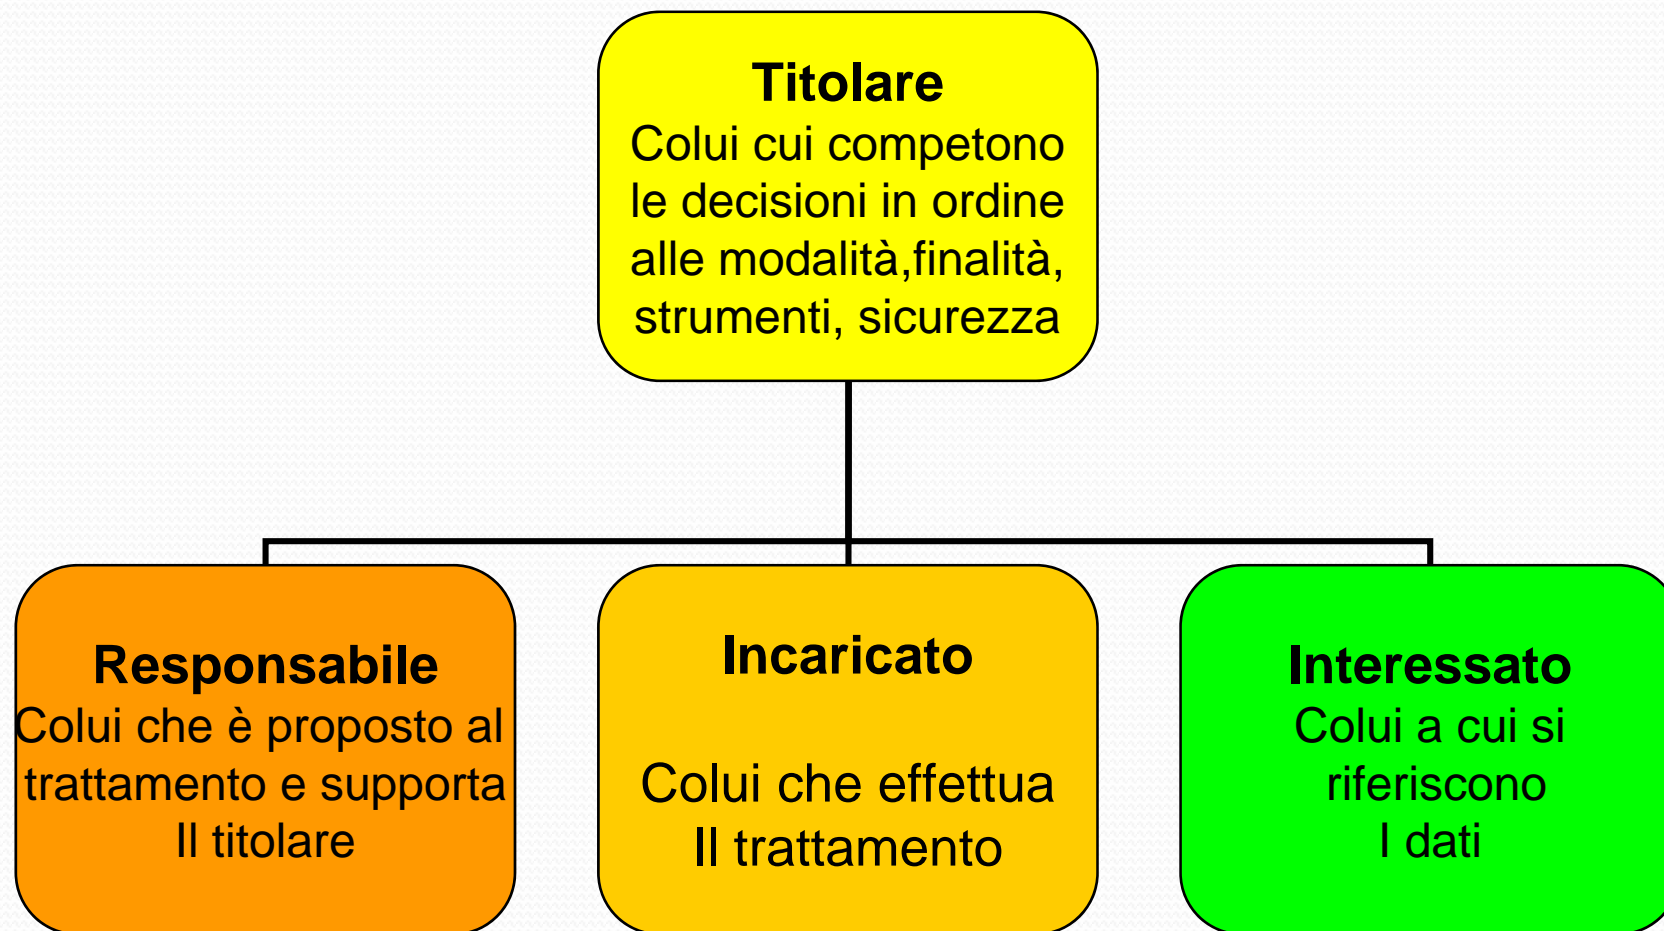 Titolare
Colui cui competono
le decisioni in ordine
alle modalità,finalità,
strumenti, sicurezza
Responsabile
Colui che è proposto al
trattamento e supporta
Il titolare
Incaricato
Colui che effettua
Il trattamento
Interessato
Colui a cui si
riferiscono
I dati